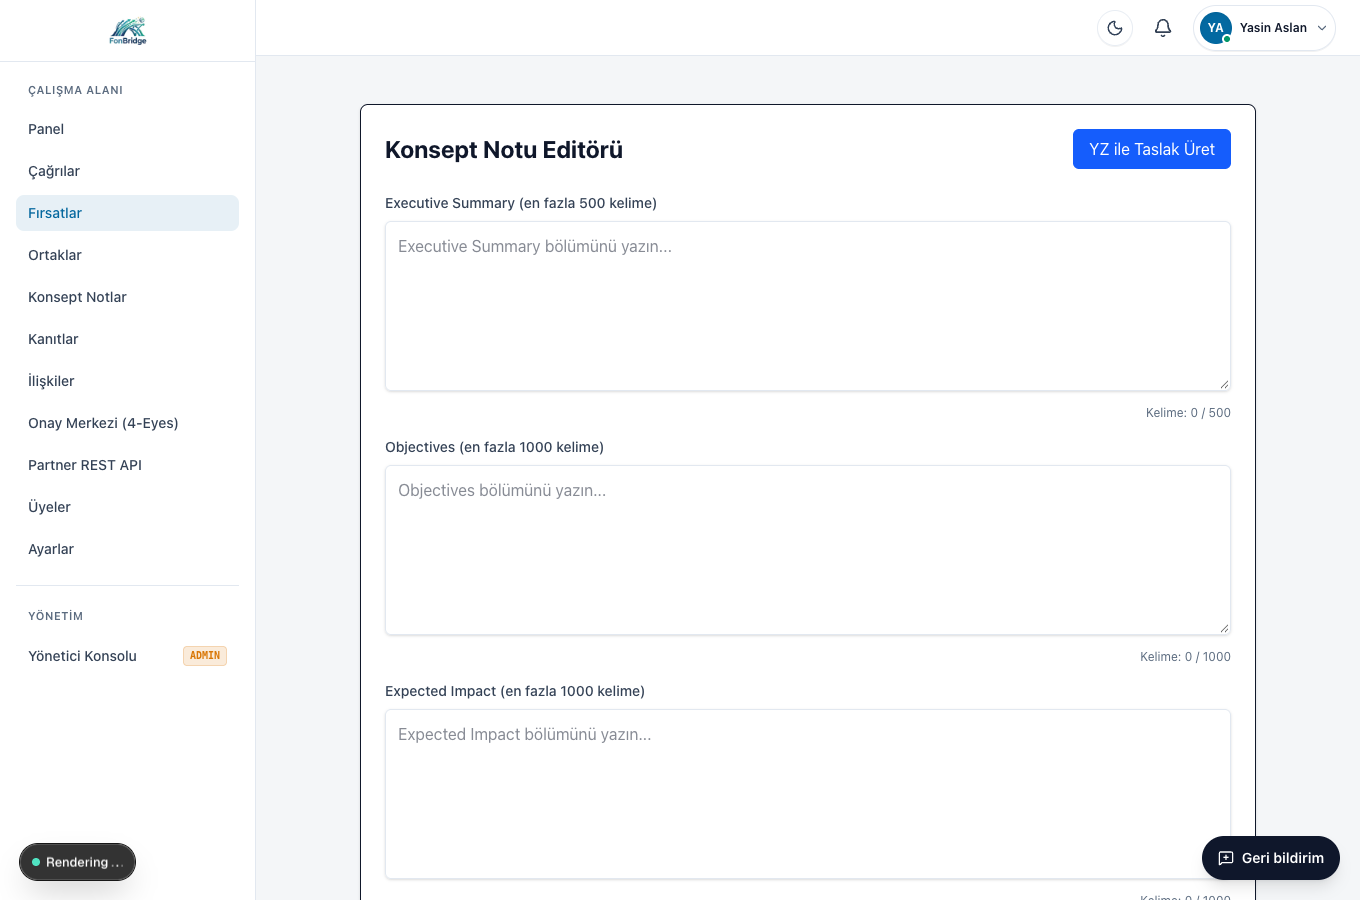 FonBridge
YA
Yasin Aslan
ÇALIŞMA ALANI
Panel
Çağrılar
Fırsatlar
Ortaklar
Konsept Notlar
Kanıtlar
İlişkiler
Onay Merkezi (4-Eyes)
Partner REST API
Üyeler
Ayarlar
YÖNETİM
Yönetici Konsolu
ADMIN
Rendering ...
Konsept Notu Editörü
YZ ile Taslak Üret
Executive Summary (en fazla 500 kelime)
Executive Summary bölümünü yazın...
Kelime: 0 / 500
Objectives (en fazla 1000 kelime)
Objectives bölümünü yazın...
Kelime: 0 / 1000
Expected Impact (en fazla 1000 kelime)
Expected Impact bölümünü yazın...
Kelime: 0 / 1000
Geri bildirim